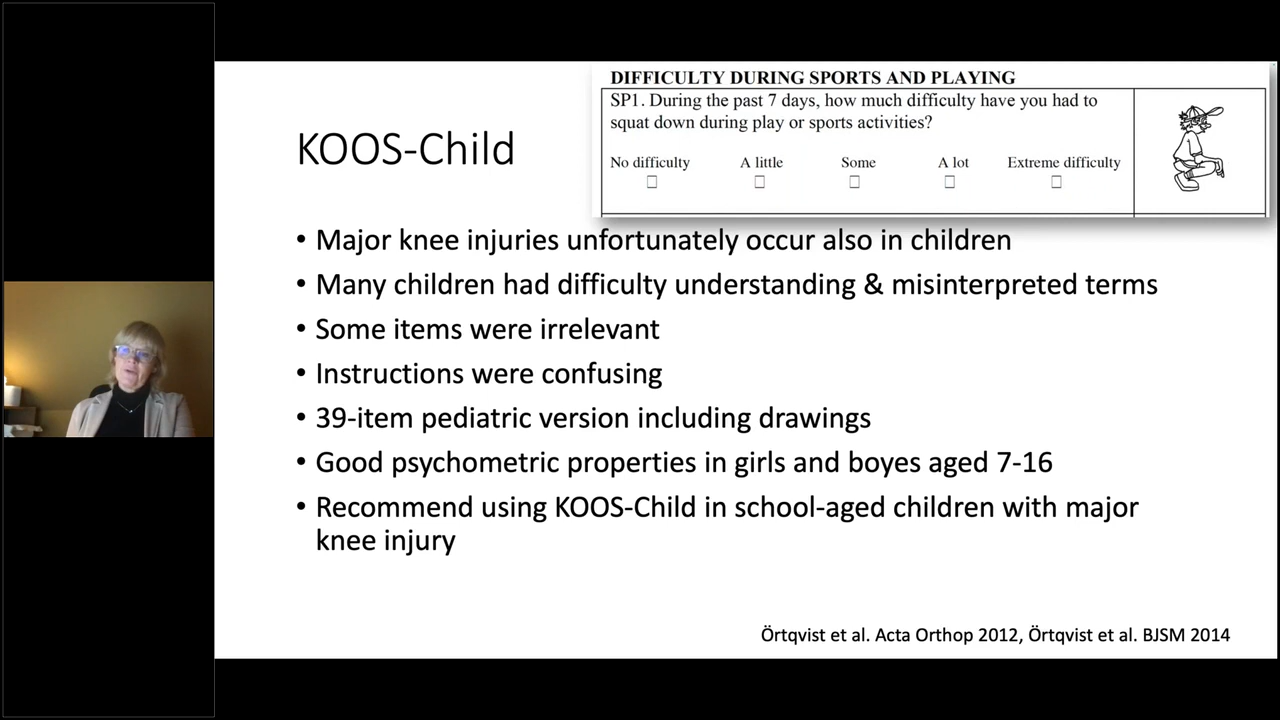 DIFFICULTY DURING SPORTS AND PLAYING
SP1. During the past 7 days, how much difficulty have you had to
squat down during play or sports activities?
No difficulty A little Some A lot Extreme difficulty
KOOS-Child
• Major knee injuries unfortunately occur also in children
• Many children had difficulty understanding & misinterpreted terms
• Some items were irrelevant
• Instructions were confusing
• 39-item pediatric version including drawings
• Good psychometric properties in girls and boyes aged 7-16
• Recommend using KOOS-Child in school-aged children with major
knee injury
Örtqvist et al. Acta Orthop 2012, Örtqvist et al. BJSM 2014